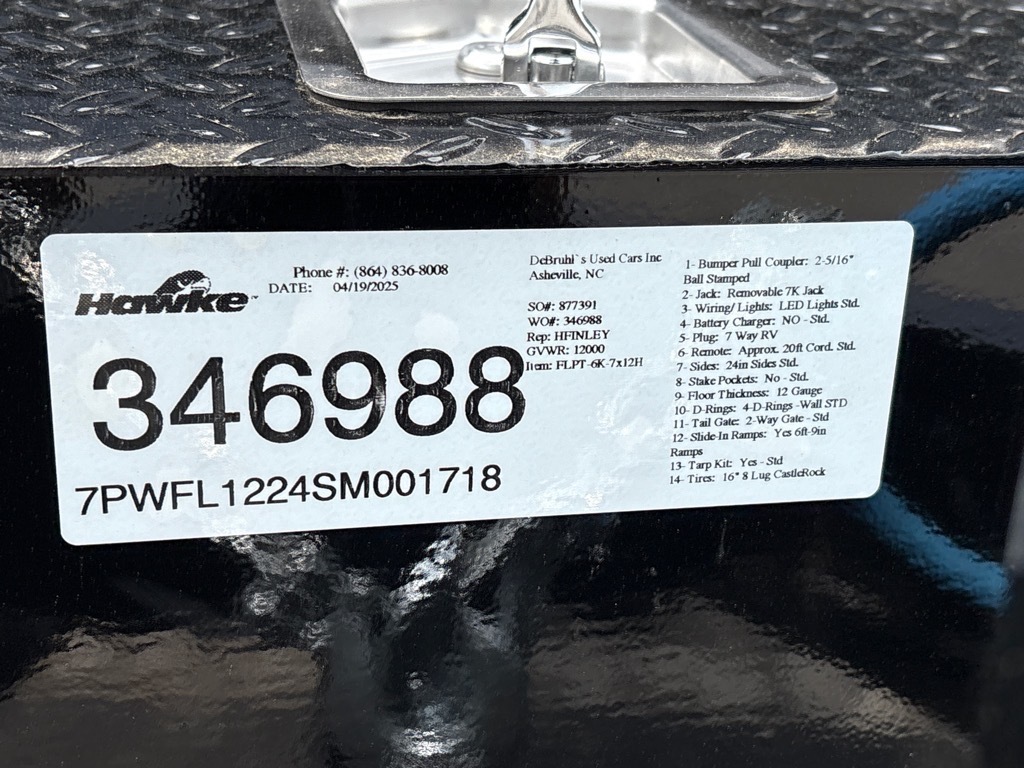 Hawke™
Phone #: (864) 836-8008
DATE: 04/19/2025
346988
7PWFL1224SM001718
DeBruhl`s Used Cars Inc
Asheville, NC
SO#: 877391
WO#: 346988
Rep: HFINLEY
GVWR: 12000
Item: FLPT-6K-7x12H
1- Bumper Pull Coupler: 2-5/16"
Ball Stamped
2- Jack: Removable 7K Jack
3- Wiring/Lights: LED Lights Std.
4- Battery Charger: NO - Std.
5- Plug: 7 Way RV
6- Remote: Approx. 20ft Cord. Std.
7- Sides: 24in Sides Std.
8- Stake Pockets: No - Std.
9- Floor Thickness: 12 Gauge
10- D-Rings: 4-D-Rings -Wall STD
11- Tail Gate: 2-Way Gate - Std
12- Slide-In Ramps: Yes 6ft-9in
Ramps
13- Tarp Kit: Yes - Std
14- Tires: 16" 8 Lug CastleRock